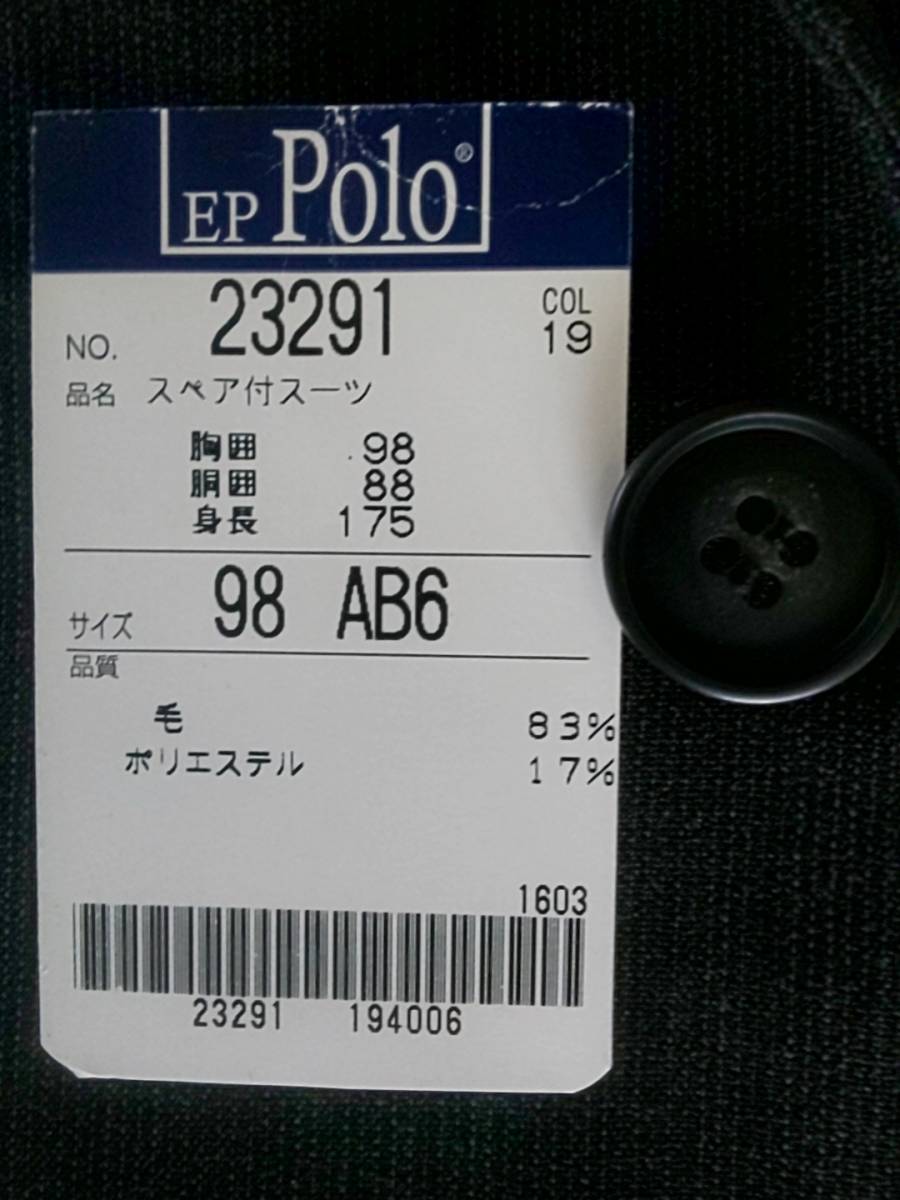 EP Polo®
NO. 23291 COL 19
品名 スペア付スーツ
胸囲 98
胴囲 88
身長 175
サイズ 98 AB6
品質
毛 83%
ポリエステル 17%
1603
23291 194006